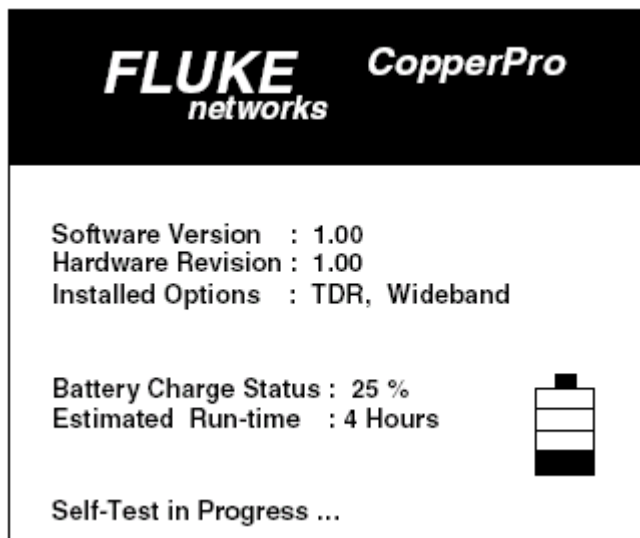 FLUKE networks
CopperPro
Software Version : 1.00
Hardware Revision : 1.00
Installed Options : TDR, Wideband
Battery Charge Status : 25 %
Estimated Run-time : 4 Hours
Self-Test in Progress ...